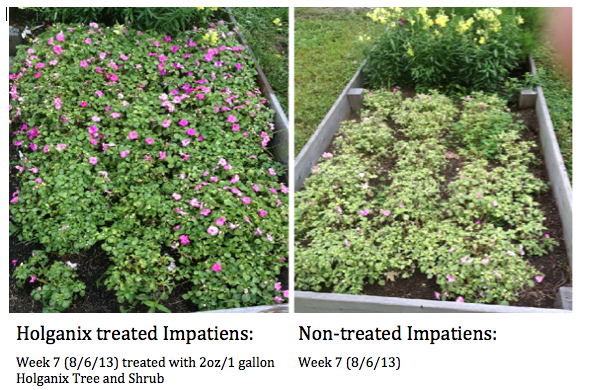 Holganix treated Impatiens:
Week 7 (8/6/13) treated with 2oz/1 gallon
Holganix Tree and Shrub
Non-treated Impatiens:
Week 7 (8/6/13)